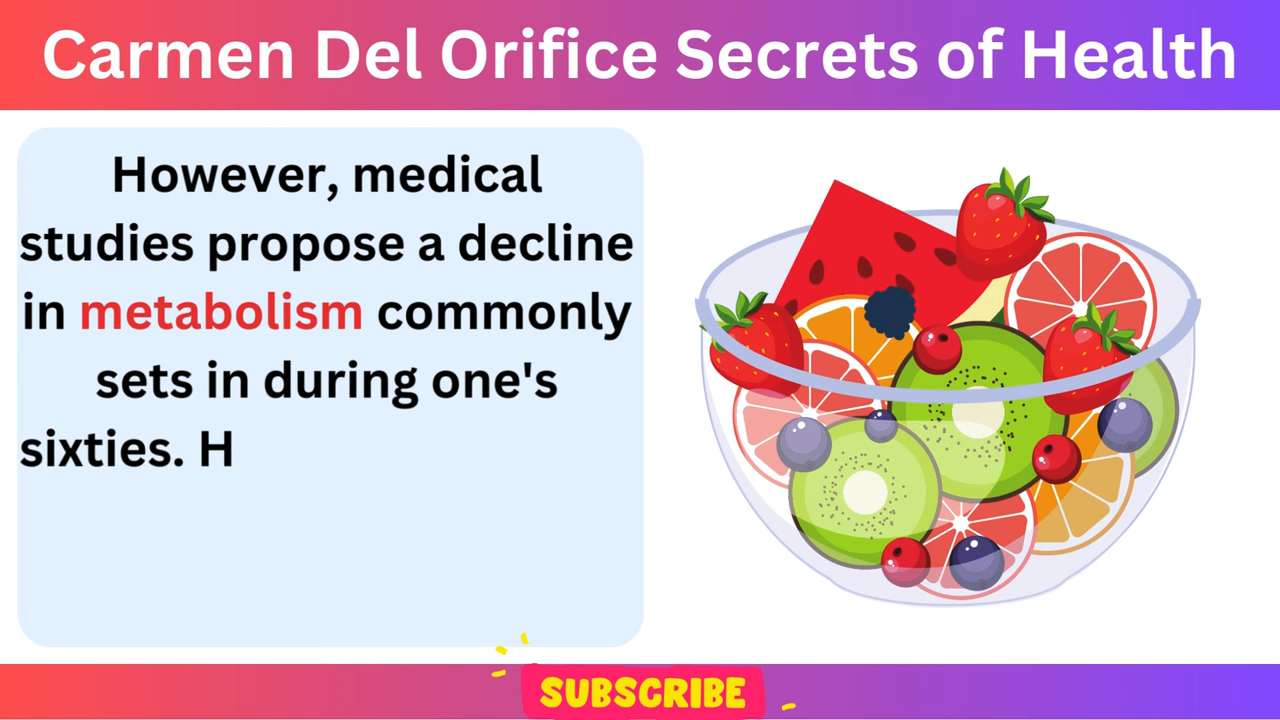 Carmen Del Orifice Secrets of Health
However, medical
studies propose a decline
in metabolism commonly
sets in during one's
sixties. H
SUBSCRIBE